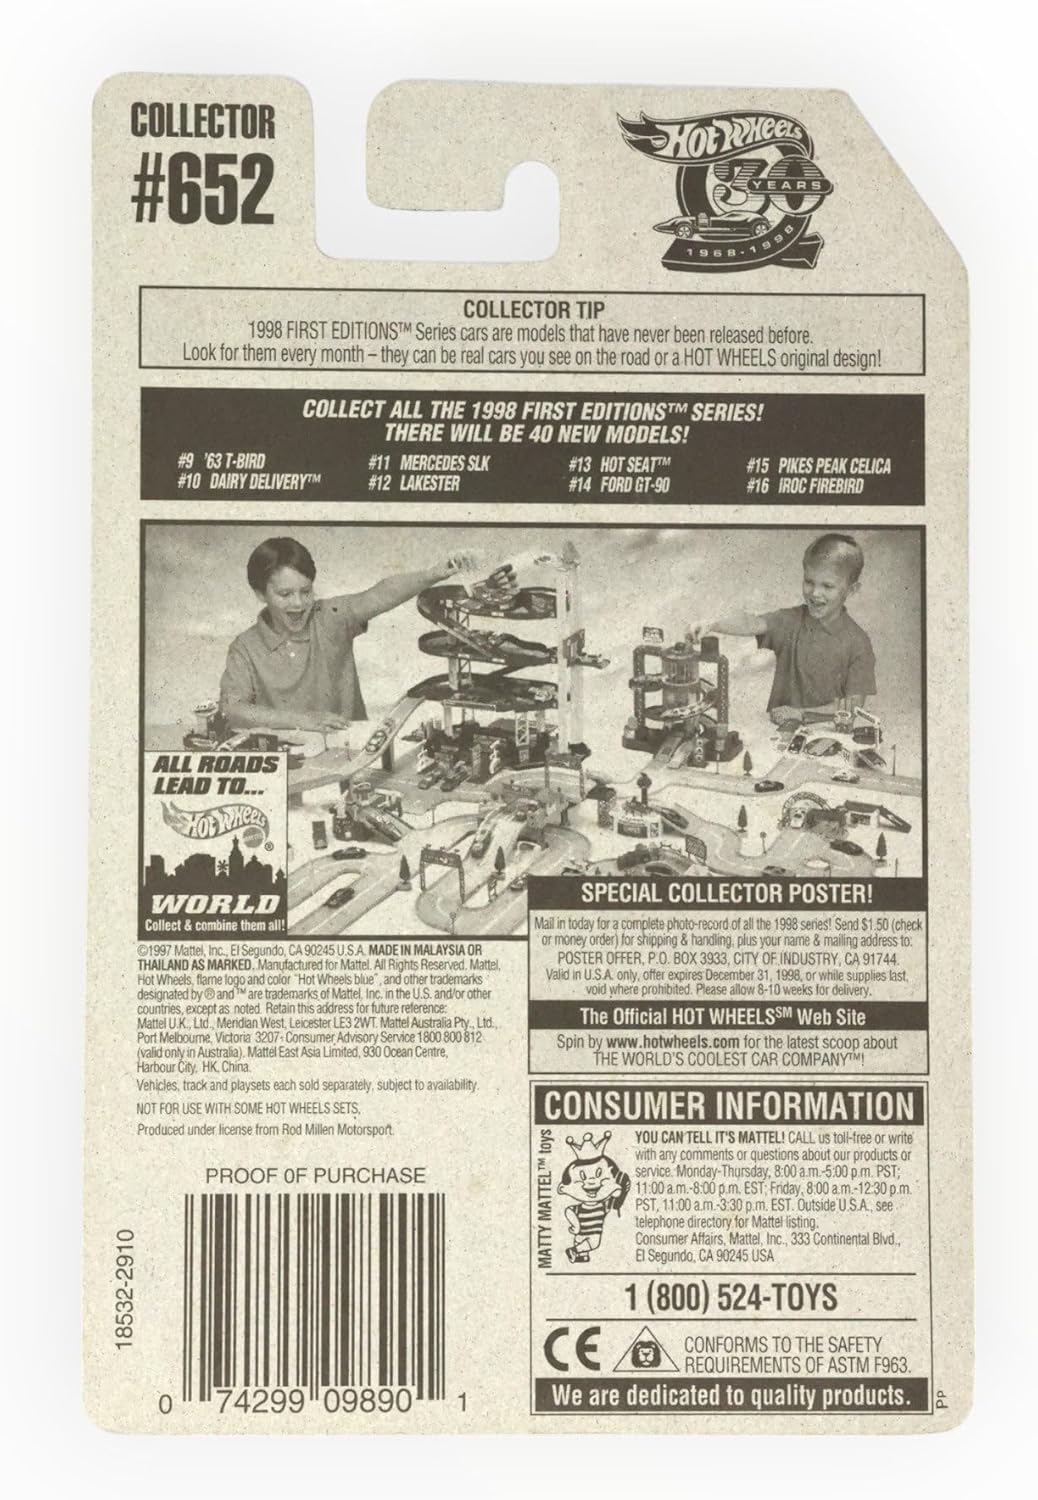 COLLECTOR
#652
HOT WHEELS
30
YEARS
1968-1998
COLLECTOR TIP
1998 FIRST EDITIONS™ Series cars are models that have never been released before.
Look for them every month – they can be real cars you see on the road or a HOT WHEELS original design!
COLLECT ALL THE 1998 FIRST EDITIONS™ SERIES!
THERE WILL BE 40 NEW MODELS!
#9 '63 T-BIRD
#10 DAIRY DELIVERY™
#11 MERCEDES SLK
#12 LAKESTER
#13 HOT SEAT™
#14 FORD GT-90
#15 PIKES PEAK CELICA
#16 IROC FIREBIRD
ALL ROADS
LEAD TO...
HOT WHEELS
®
WORLD
Collect & combine them all!
©1997 Mattel, Inc., El Segundo, CA 90245 U.S.A. MADE IN MALAYSIA OR
THAILAND AS MARKED. Manufactured for Mattel. All Rights Reserved. Mattel,
Hot Wheels, flame logo and color "Hot Wheels blue", and other trademarks
designated by ® and ™ are trademarks of Mattel, Inc. in the U.S. and/or other
countries, except as noted. Retain this address for future reference:
Mattel U.K., Ltd., Meridian West, Leicester LE3 2WT. Mattel Australia Pty., Ltd.,
Port Melbourne, Victoria 3207- Consumer Advisory Service 1800 800 812
(valid only in Australia). Mattel East Asia Limited, 930 Ocean Centre,
Harbour City, HK, China.
Vehicles, track and playsets each sold separately, subject to availability.
NOT FOR USE WITH SOME HOT WHEELS SETS.
Produced under license from Rod Millen Motorsport.
SPECIAL COLLECTOR POSTER!
Mail in today for a complete photo-record of all the 1998 series! Send $1.50 (check
or money order) for shipping & handling, plus your name & mailing address to:
POSTER OFFER, P.O. BOX 3933, CITY OF INDUSTRY, CA 91744.
Valid in U.S.A. only, offer expires December 31, 1998, or while supplies last,
void where prohibited. Please allow 8-10 weeks for delivery.
The Official HOT WHEELS℠ Web Site
Spin by www.hotwheels.com for the latest scoop about
THE WORLD'S COOLEST CAR COMPANY™!
CONSUMER INFORMATION
MATTY MATTEL™ toys
YOU CAN TELL IT'S MATTEL! CALL us toll-free or write
with any comments or questions about our products or
service. Monday-Thursday, 8:00 a.m.-5:00 p.m. PST;
11:00 a.m.-8:00 p.m. EST; Friday, 8:00 a.m.-12:30 p.m.
PST, 11:00 a.m.-3:30 p.m. EST. Outside U.S.A., see
telephone directory for Mattel listing.
Consumer Affairs, Mattel, Inc., 333 Continental Blvd.,
El Segundo, CA 90245 USA
1 (800) 524-TOYS
CE
CONFORMS TO THE SAFETY
REQUIREMENTS OF ASTM F963.
We are dedicated to quality products.
PP
PROOF OF PURCHASE
18532-2910
0 74299 09890 1